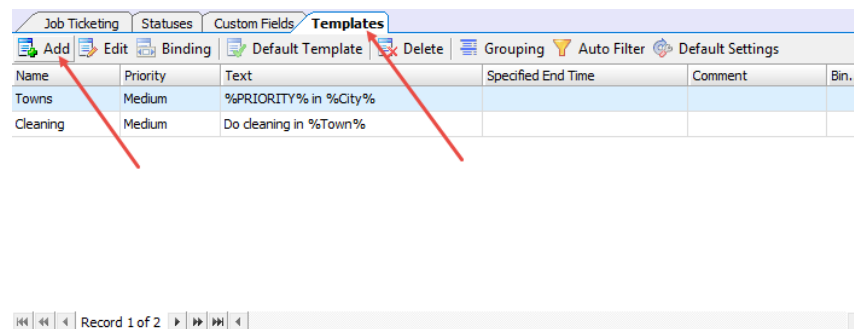 Job Ticketing Statuses Custom Fields Templates
Add Edit Binding Default Template Delete Grouping Auto Filter Default Settings
Name Priority Text Specified End Time Comment Bin.
Towns Medium %PRIORITY% in %City%
Cleaning Medium Do cleaning in %Town%
Record 1 of 2